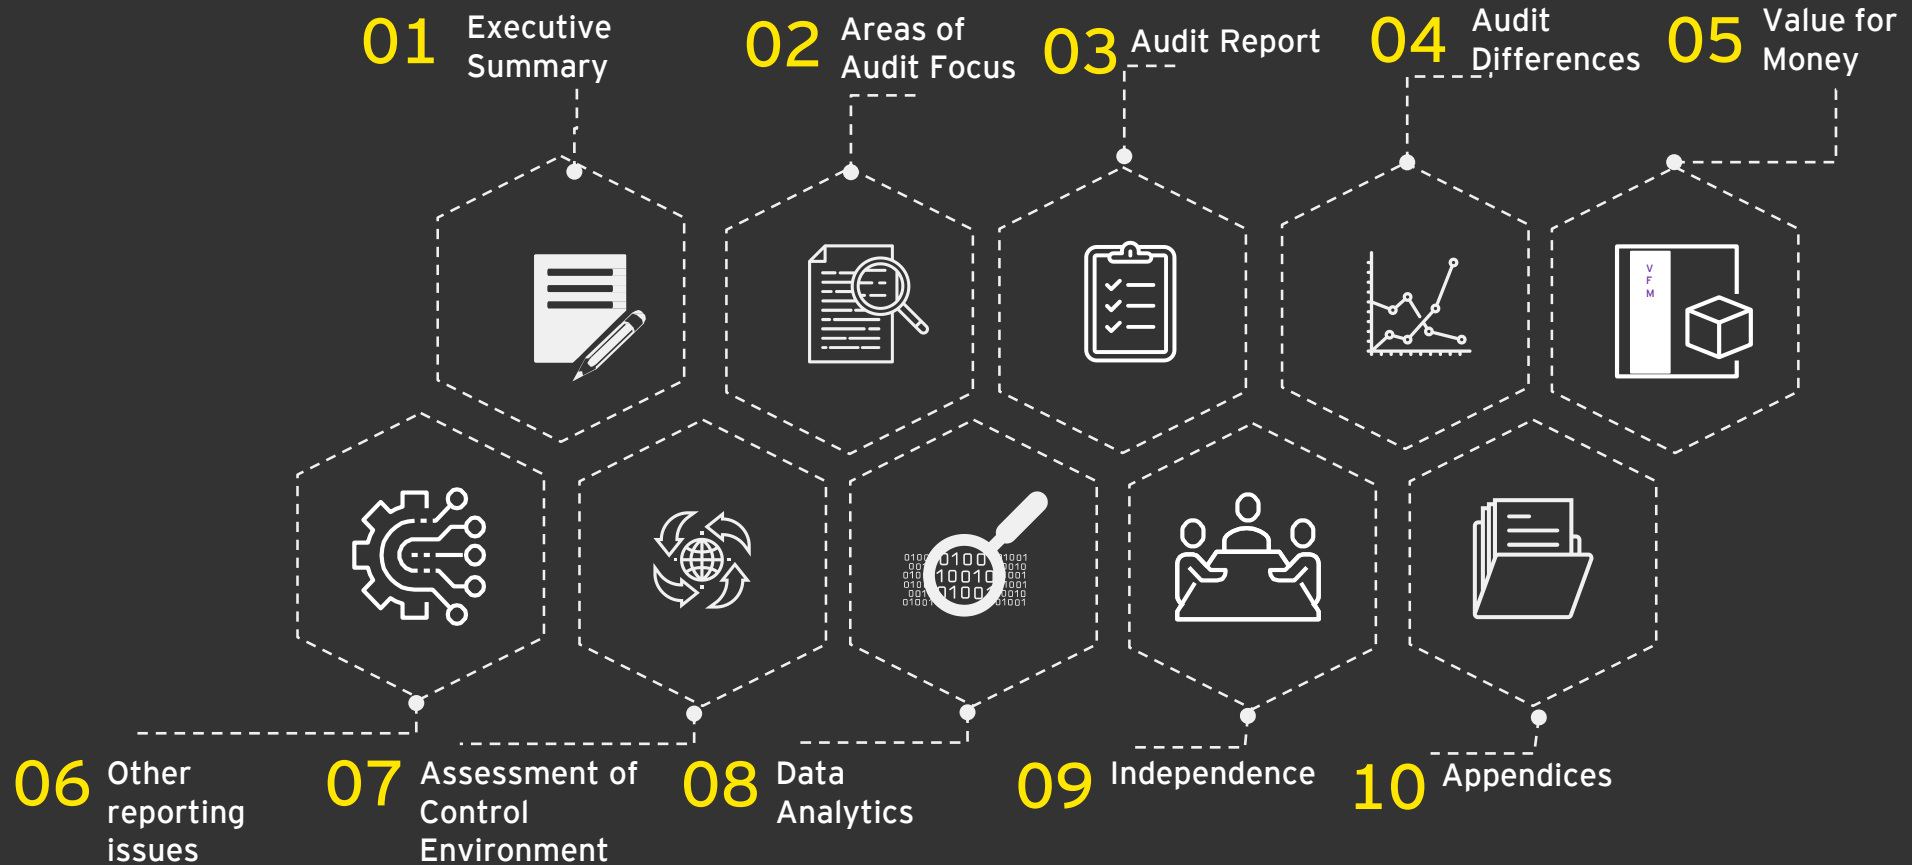 01 Executive
Summary
02 Areas of
Audit Focus
03 Audit Report
04 Audit
Differences
05 Value for
Money
V
F
M
06 Other
reporting
issues
07 Assessment of
Control
Environment
08 Data
Analytics
09 Independence
10 Appendices